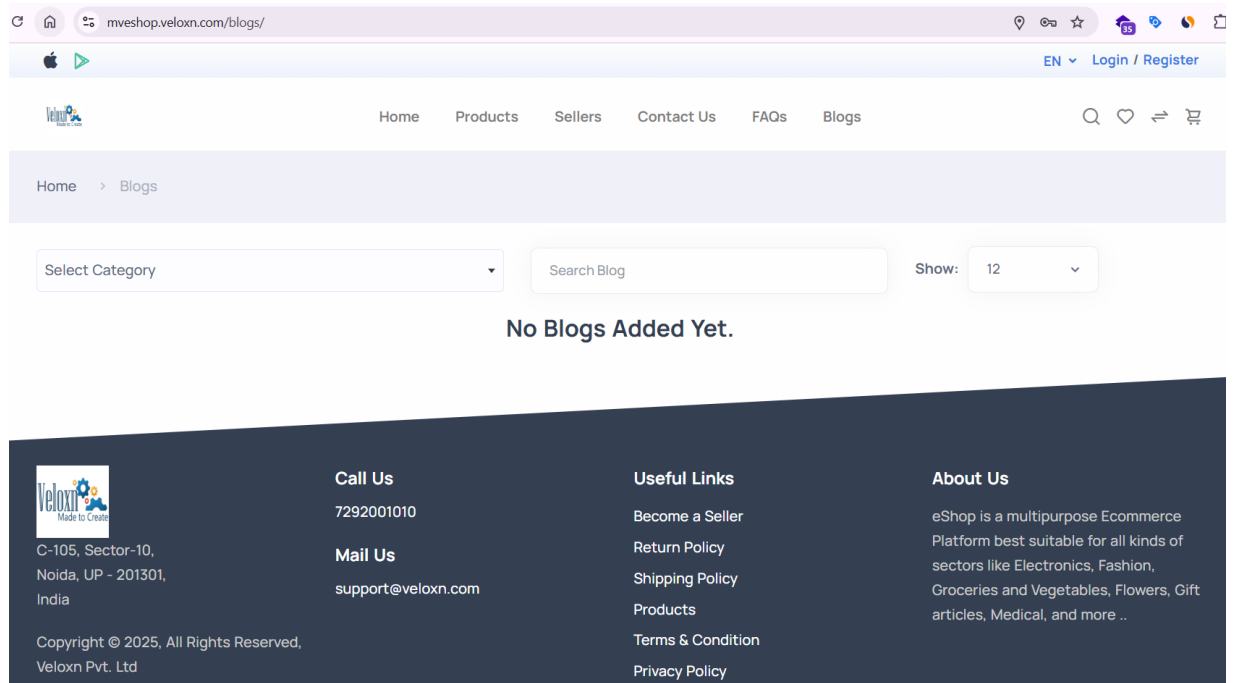 mveshop.veloxn.com/blogs/
35
EN Login / Register
Veloxn
Made to Create
Home Products Sellers Contact Us FAQs Blogs
Home > Blogs
Select Category Search Blog Show: 12
No Blogs Added Yet.
Veloxn
Made to Create
C-105, Sector-10,
Noida, UP - 201301,
India
Copyright © 2025, All Rights Reserved,
Veloxn Pvt. Ltd
Call Us
7292001010
Mail Us
support@veloxn.com
Useful Links
Become a Seller
Return Policy
Shipping Policy
Products
Terms & Condition
Privacy Policy
About Us
eShop is a multipurpose Ecommerce
Platform best suitable for all kinds of
sectors like Electronics, Fashion,
Groceries and Vegetables, Flowers, Gift
articles, Medical, and more ..